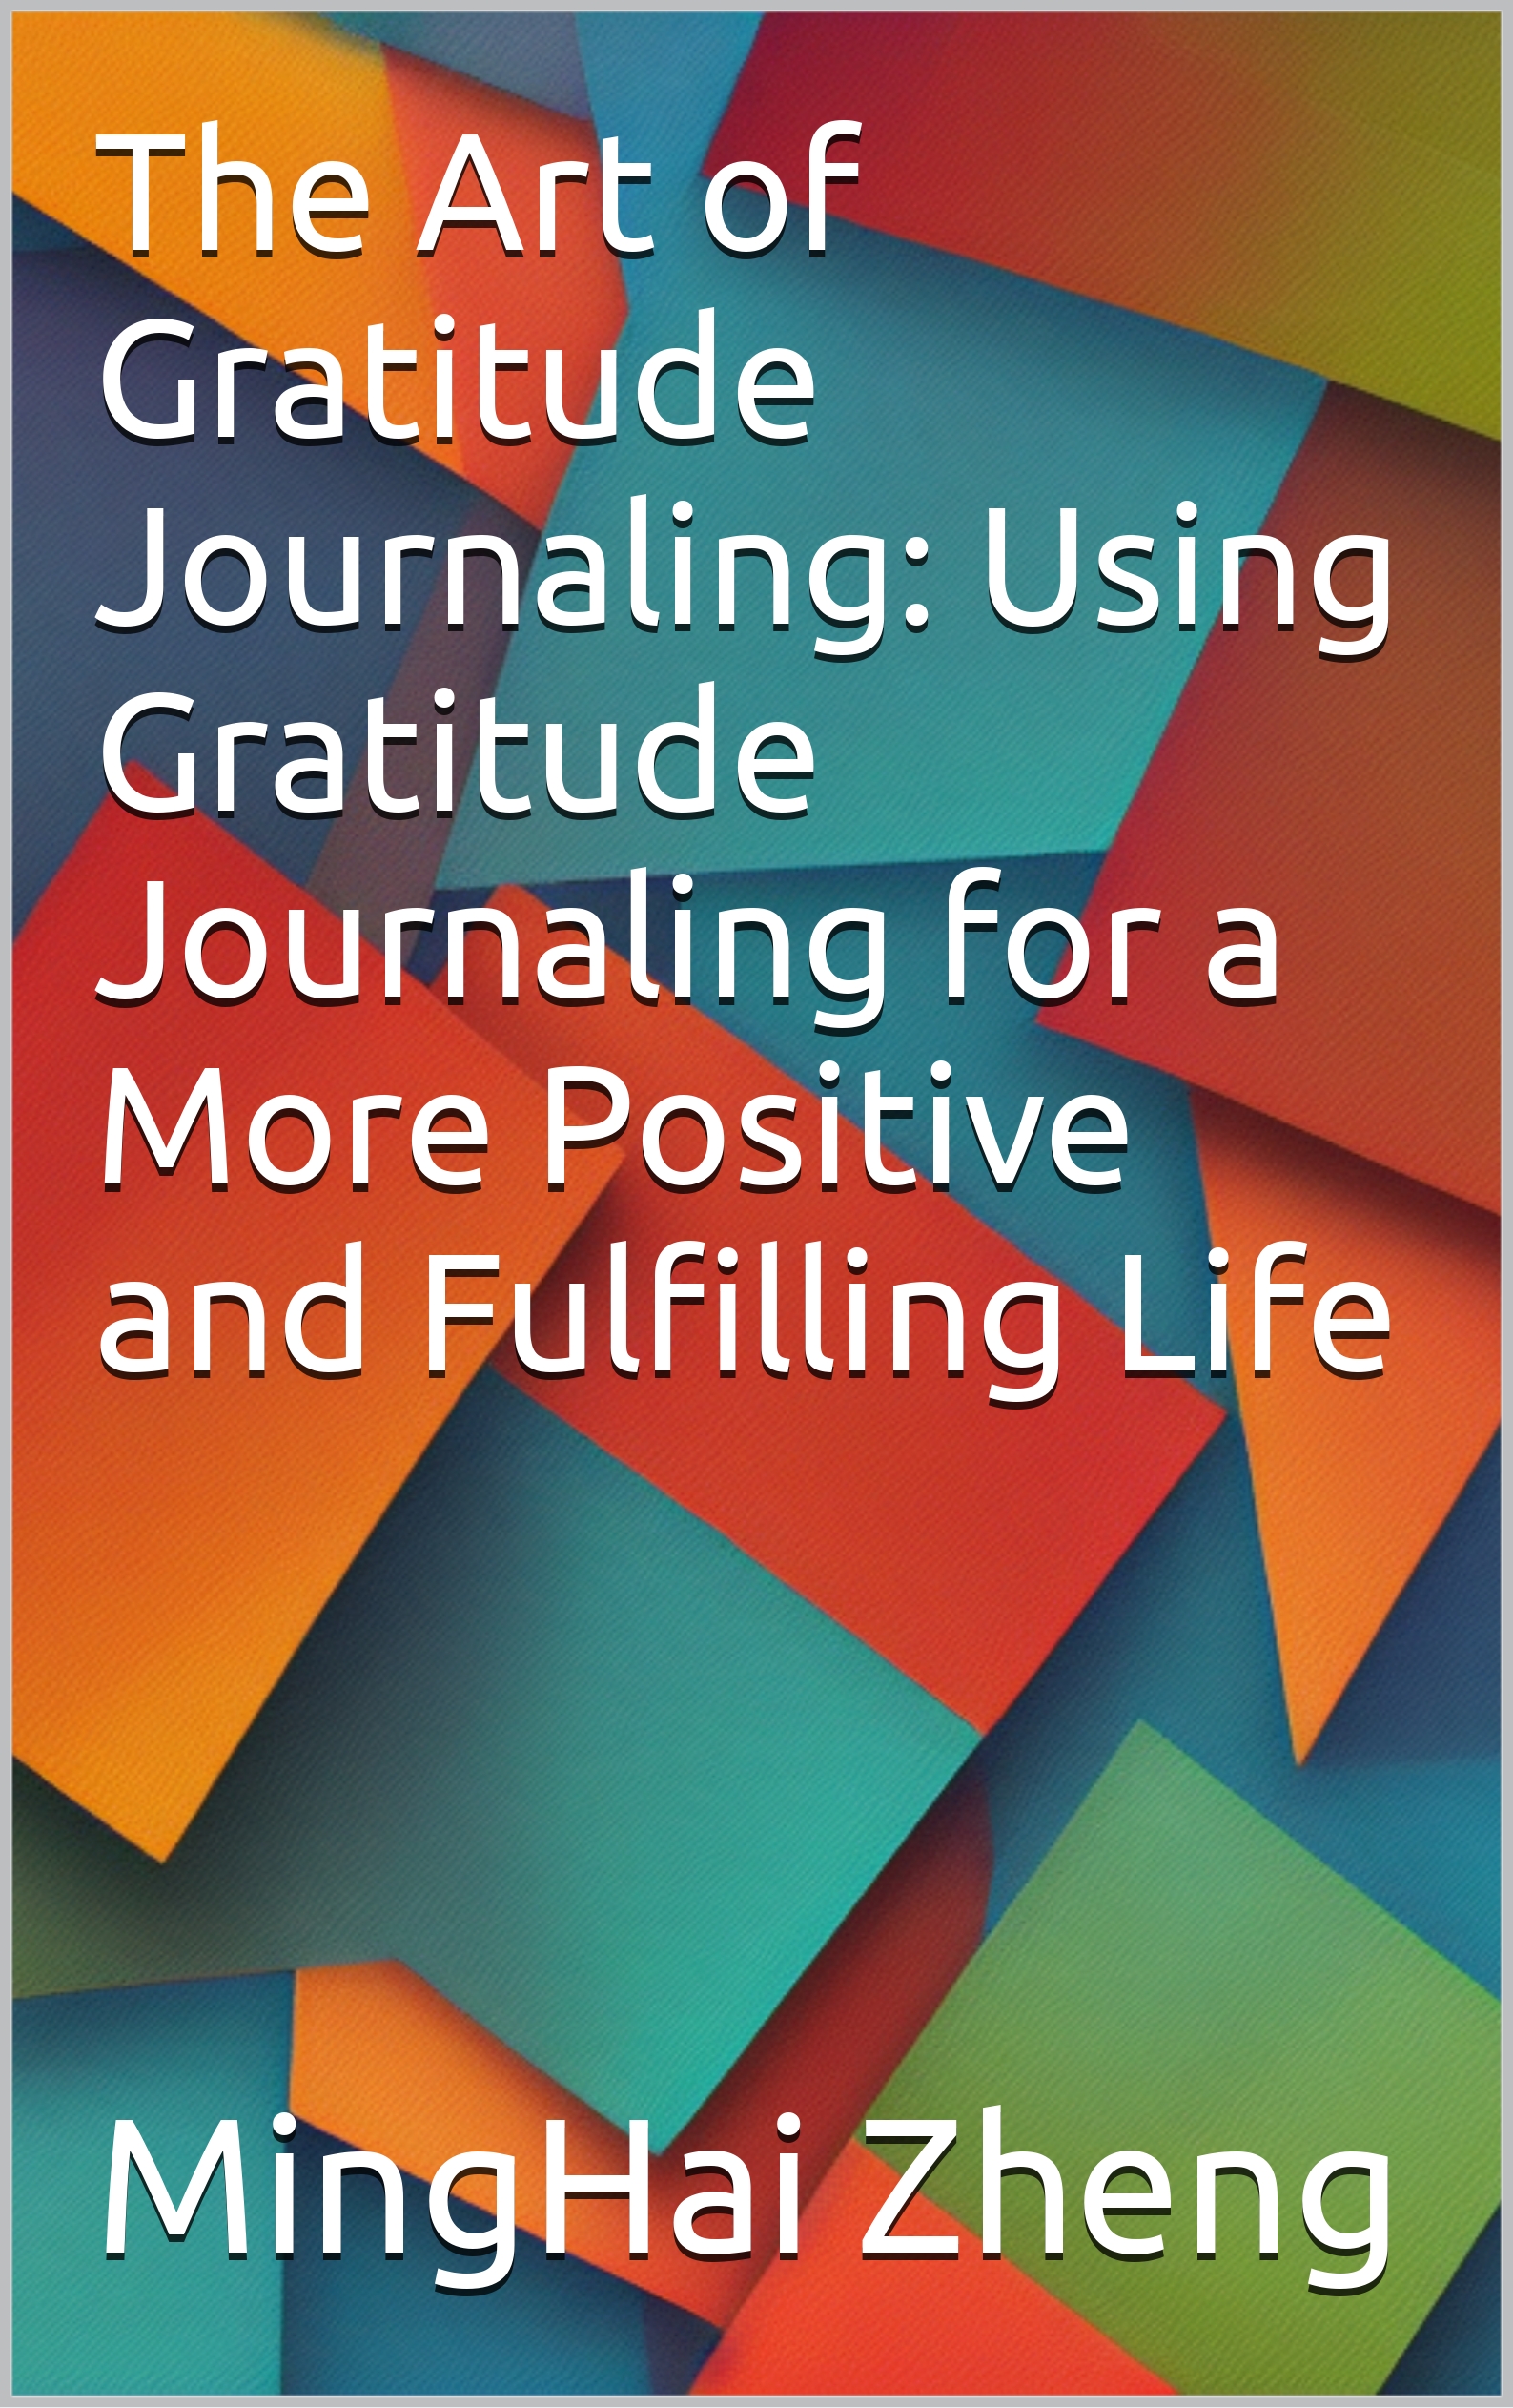 The Art of
Gratitude
Journaling: Using
Gratitude
Journaling for a
More Positive
and Fulfilling Life
MingHai Zheng